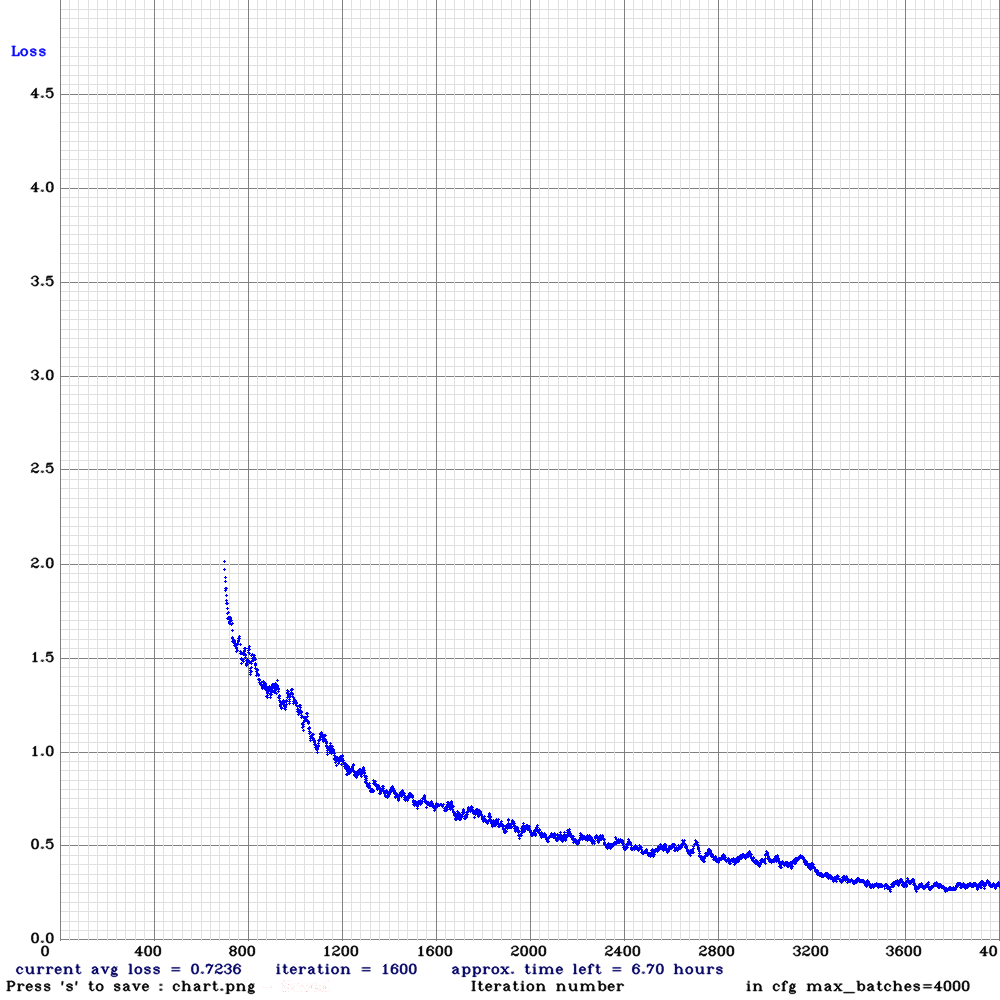 Loss
4.5
4.0
3.5
3.0
2.5
2.0
1.5
1.0
0.5
0.0
0 400 800 1200 1600 2000 2400 2800 3200 3600 40
current avg loss = 0.7236 iteration = 1600 approx. time left = 6.70 hours
Press 's' to save : chart.png Iteration number in cfg max_batches=4000